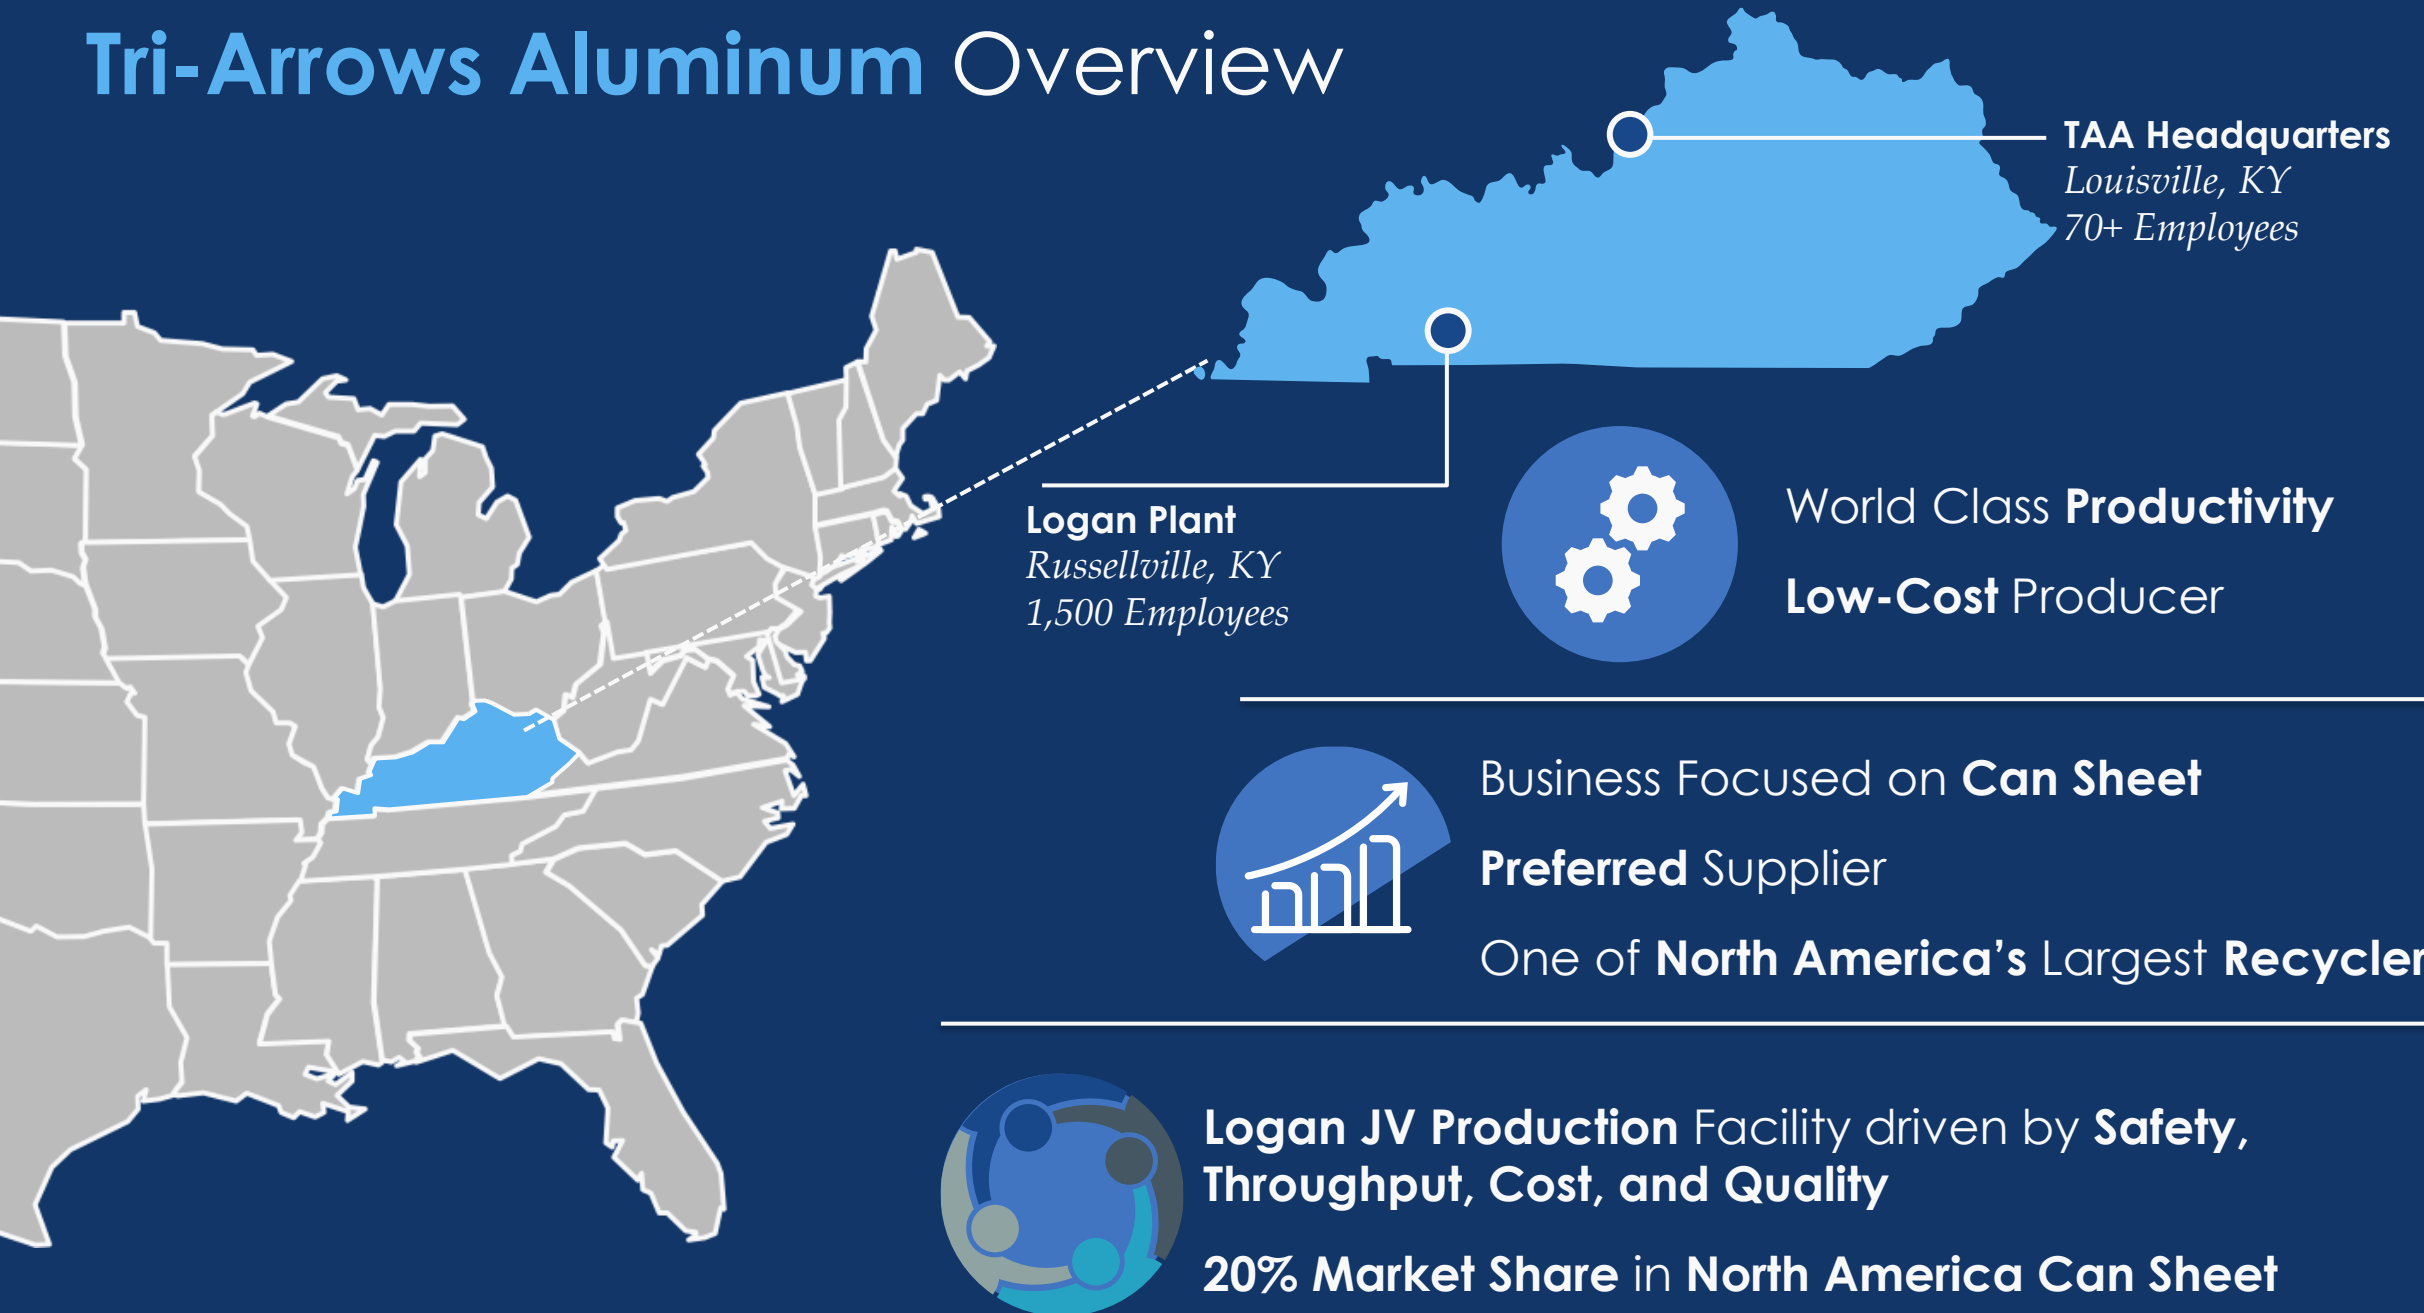 Tri-Arrows Aluminum Overview
TAA Headquarters
Louisville, KY
70+ Employees
Logan Plant
Russellville, KY
1,500 Employees
World Class Productivity
Low-Cost Producer
Business Focused on Can Sheet
Preferred Supplier
One of North America’s Largest Recycler
Logan JV Production Facility driven by Safety,
Throughput, Cost, and Quality
20% Market Share in North America Can Sheet